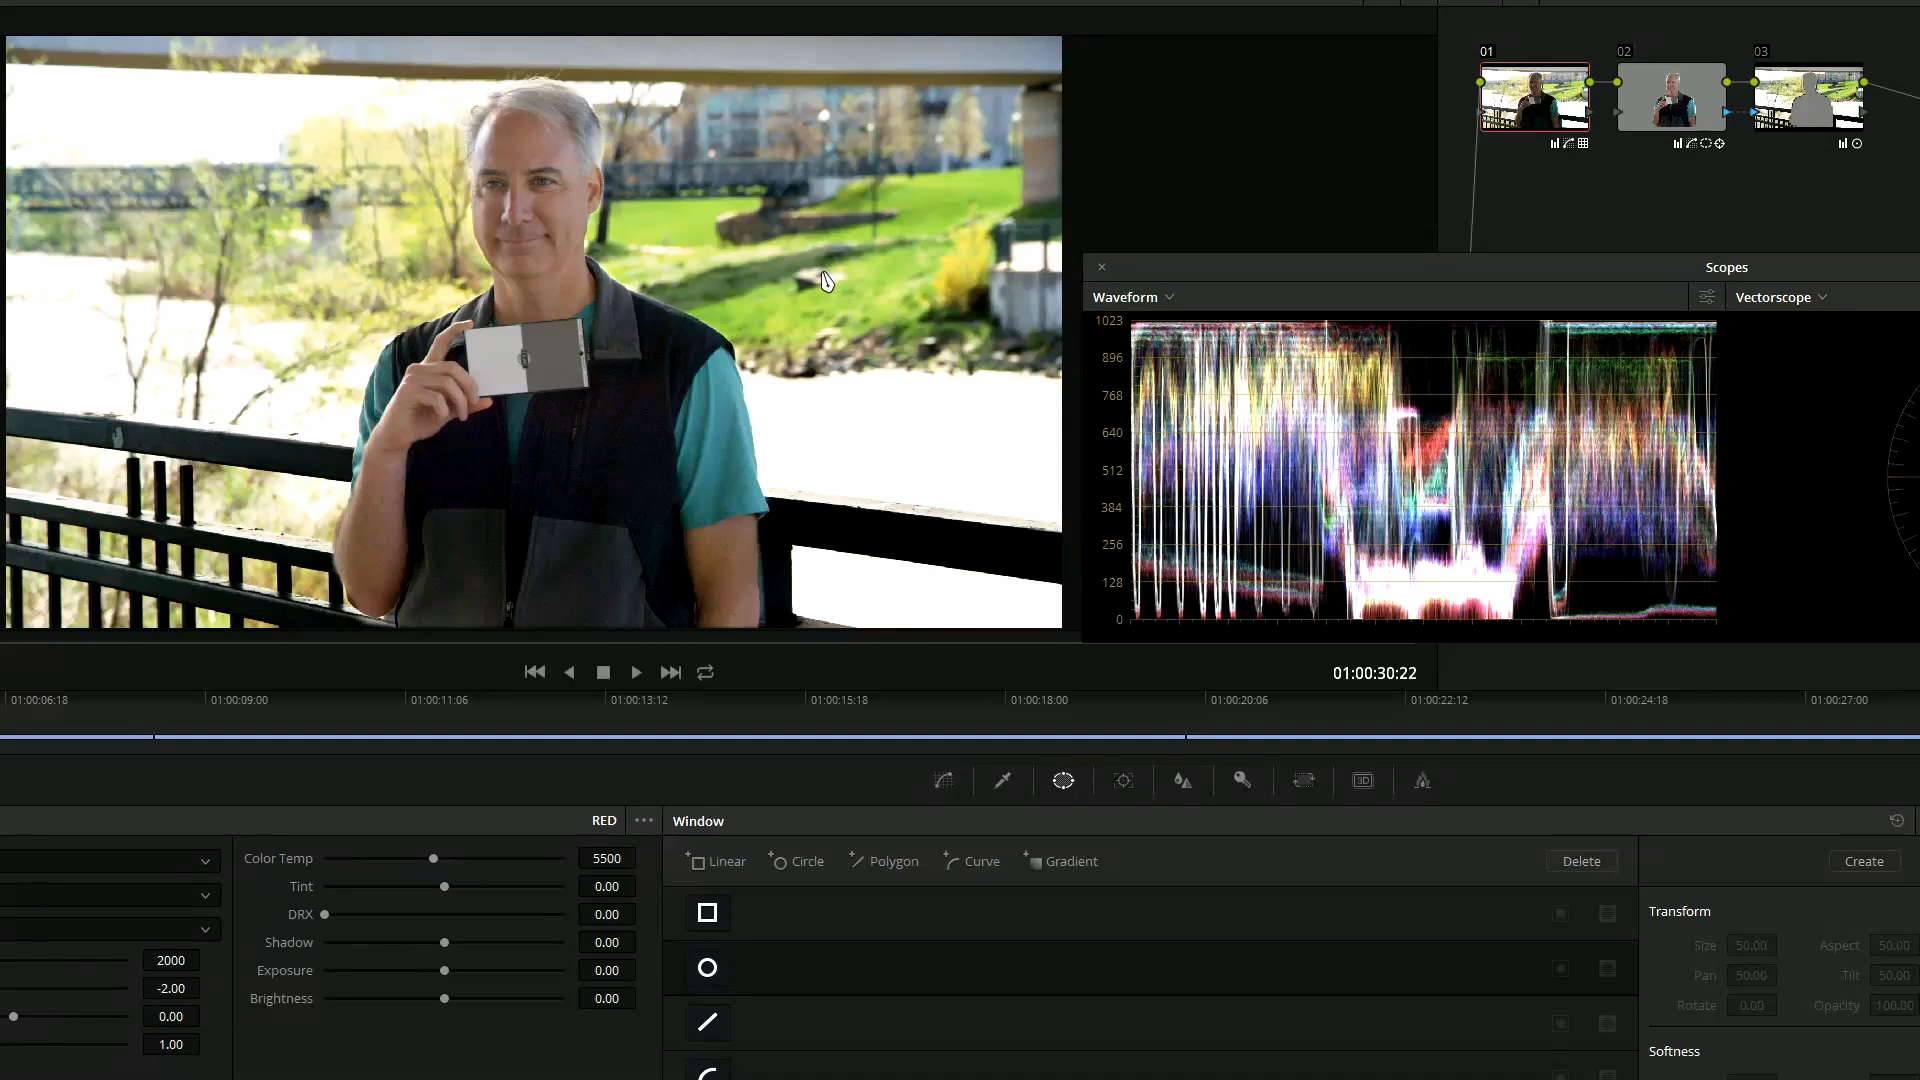 01
02
03
Scopes
Waveform
Vectorscope
1023
896
768
640
512
384
256
128
0
01:00:30:22
01:00:06:18
01:00:09:00
01:00:11:06
01:00:13:12
01:00:15:18
01:00:18:00
01:00:20:06
01:00:22:12
01:00:24:18
01:00:27:00
3D
RED
Window
Color Temp 5500
Tint 0.00
DRX 0.00
Shadow 0.00
Exposure 0.00
Brightness 0.00
2000
-2.00
0.00
1.00
Linear
Circle
Polygon
Curve
Gradient
Delete
Create
Transform
Size 50.00 Aspect 50.00
Pan 50.00 Tilt 50.00
Rotate 0.00 Opacity 100.00
Softness